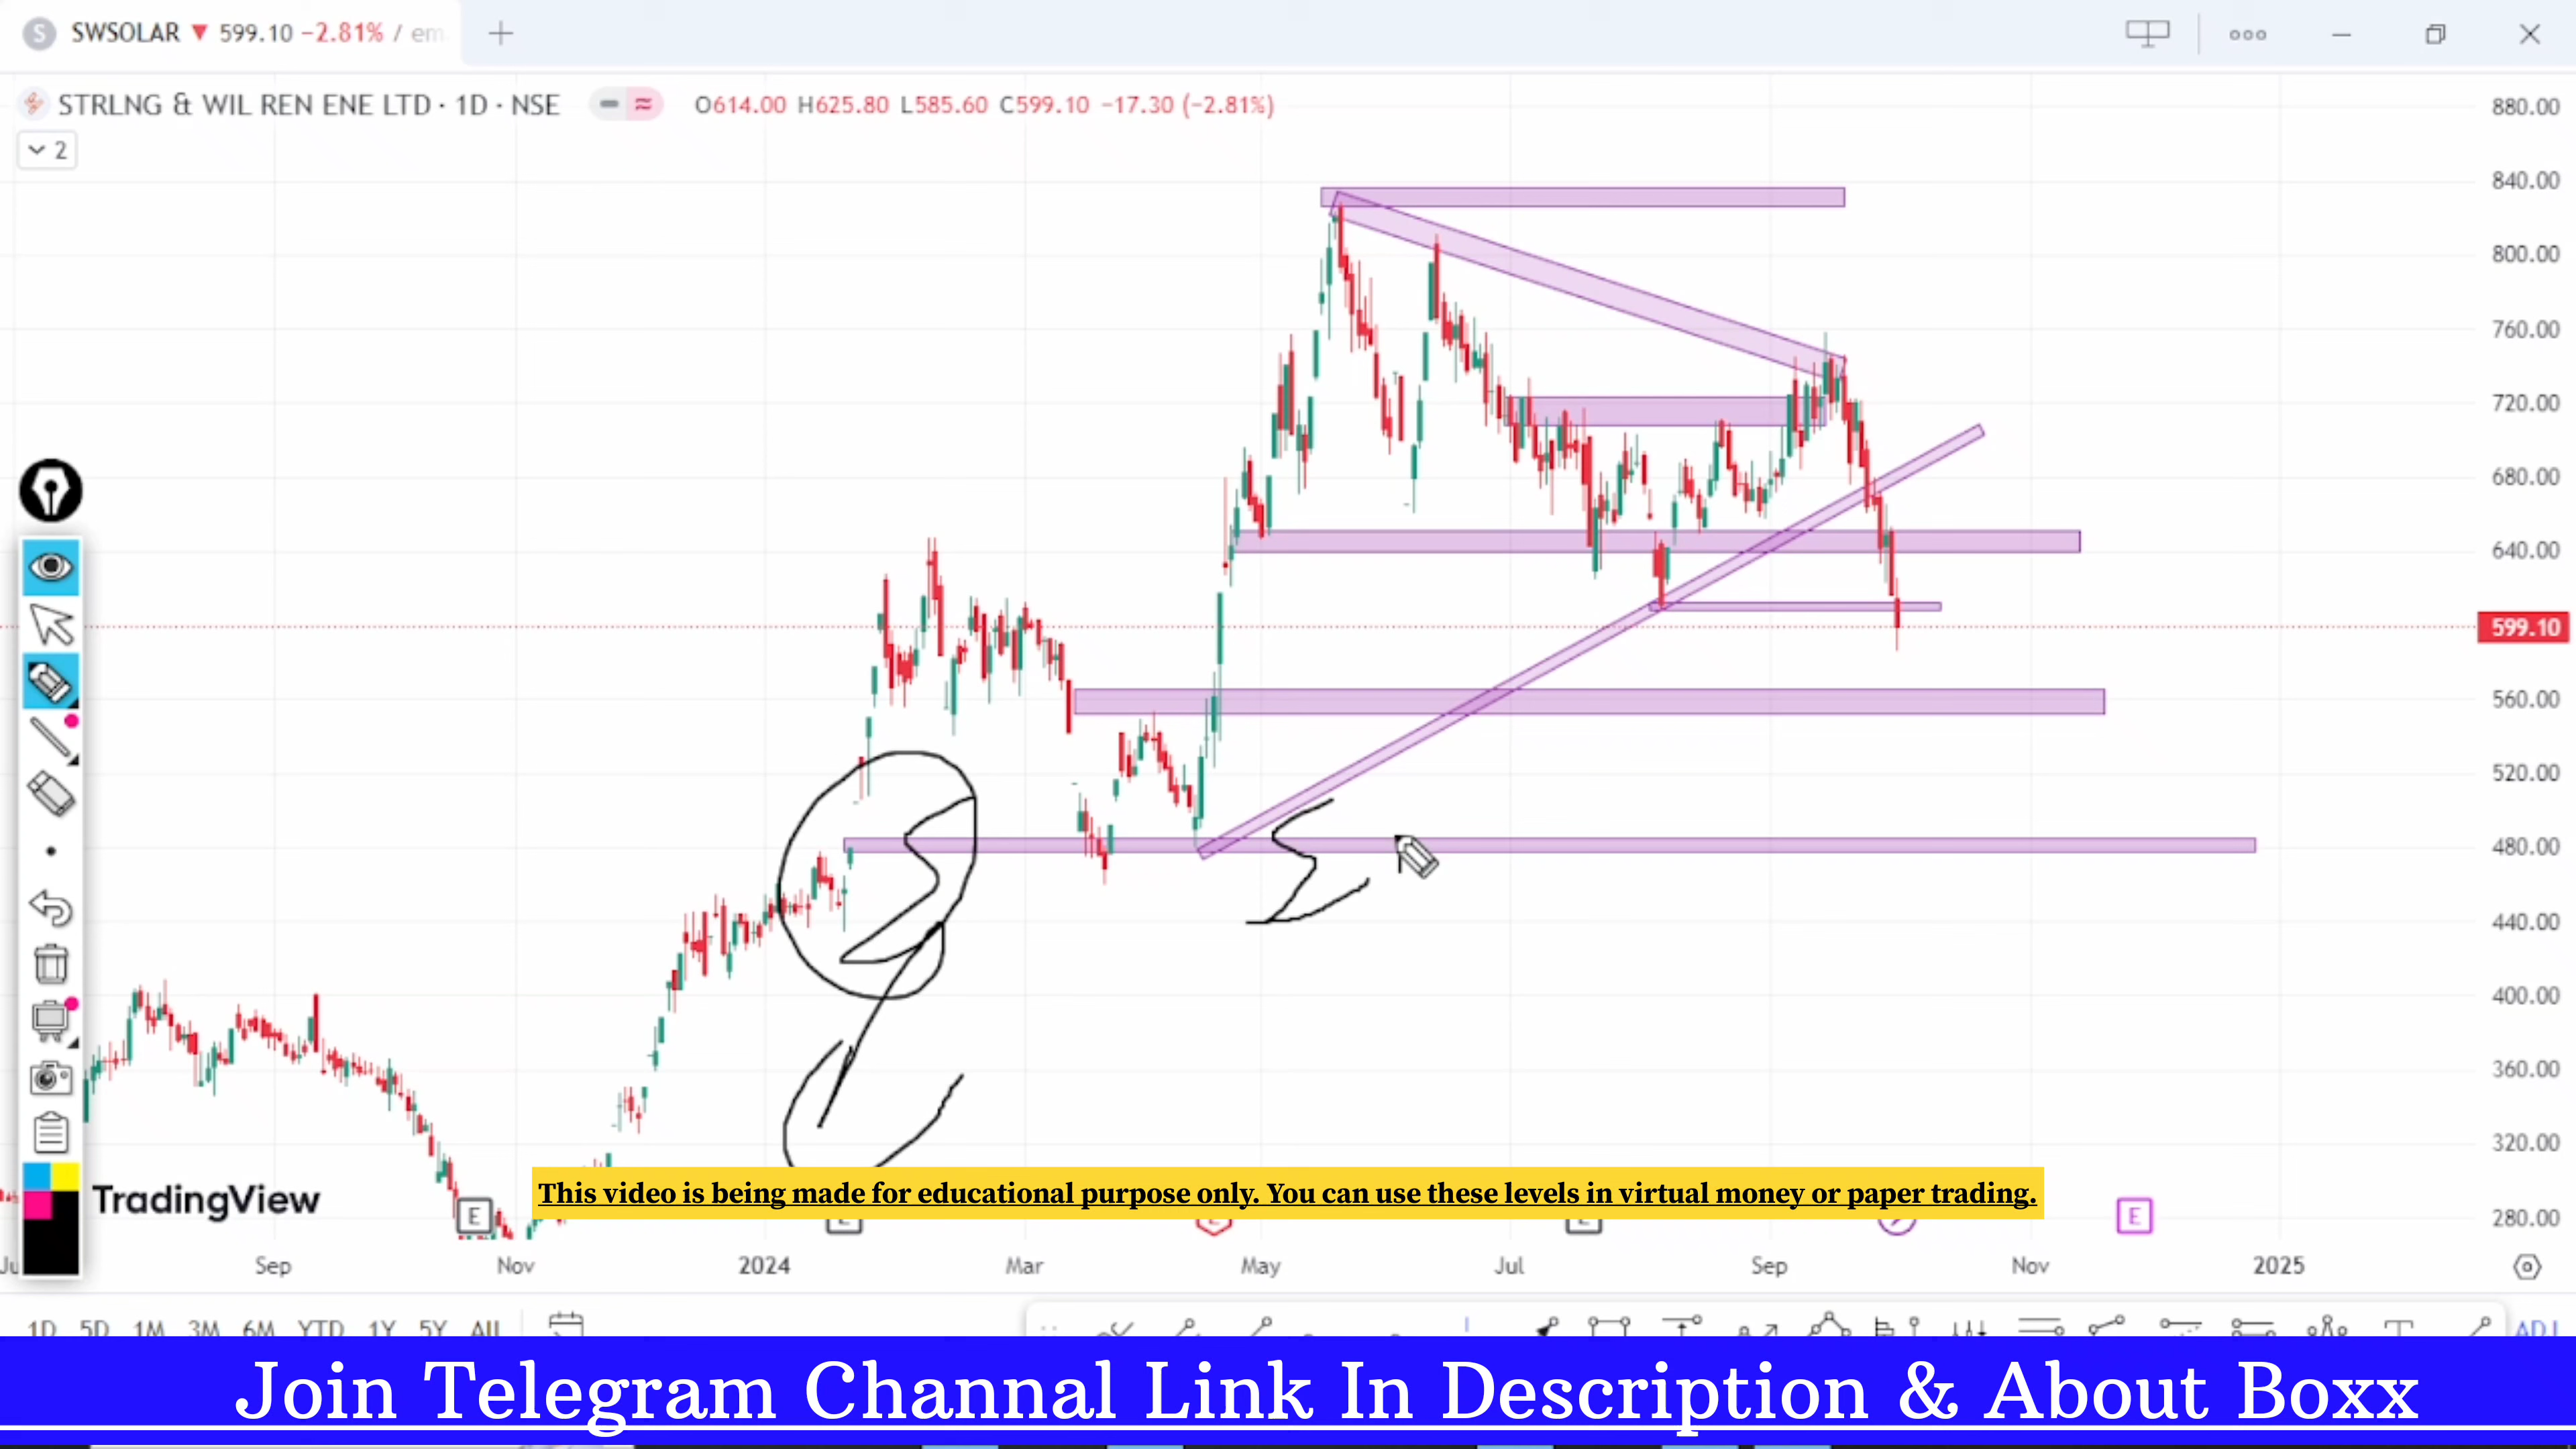 S SWSOLAR ▼ 599.10 −2.81% / em
STRLNG & WIL REN ENE LTD · 1D · NSE O614.00 H625.80 L585.60 C599.10 −17.30 (−2.81%)
2
880.00
840.00
800.00
760.00
720.00
680.00
640.00
599.10
560.00
520.00
480.00
440.00
400.00
360.00
320.00
280.00
TradingView
This video is being made for educational purpose only. You can use these levels in virtual money or paper trading.
E E
Sep Nov 2024 Mar May Jul Sep Nov 2025
1D 5D 1M 3M 6M YTD 1Y 5Y All ADJ
Join Telegram Channal Link In Description & About Boxx